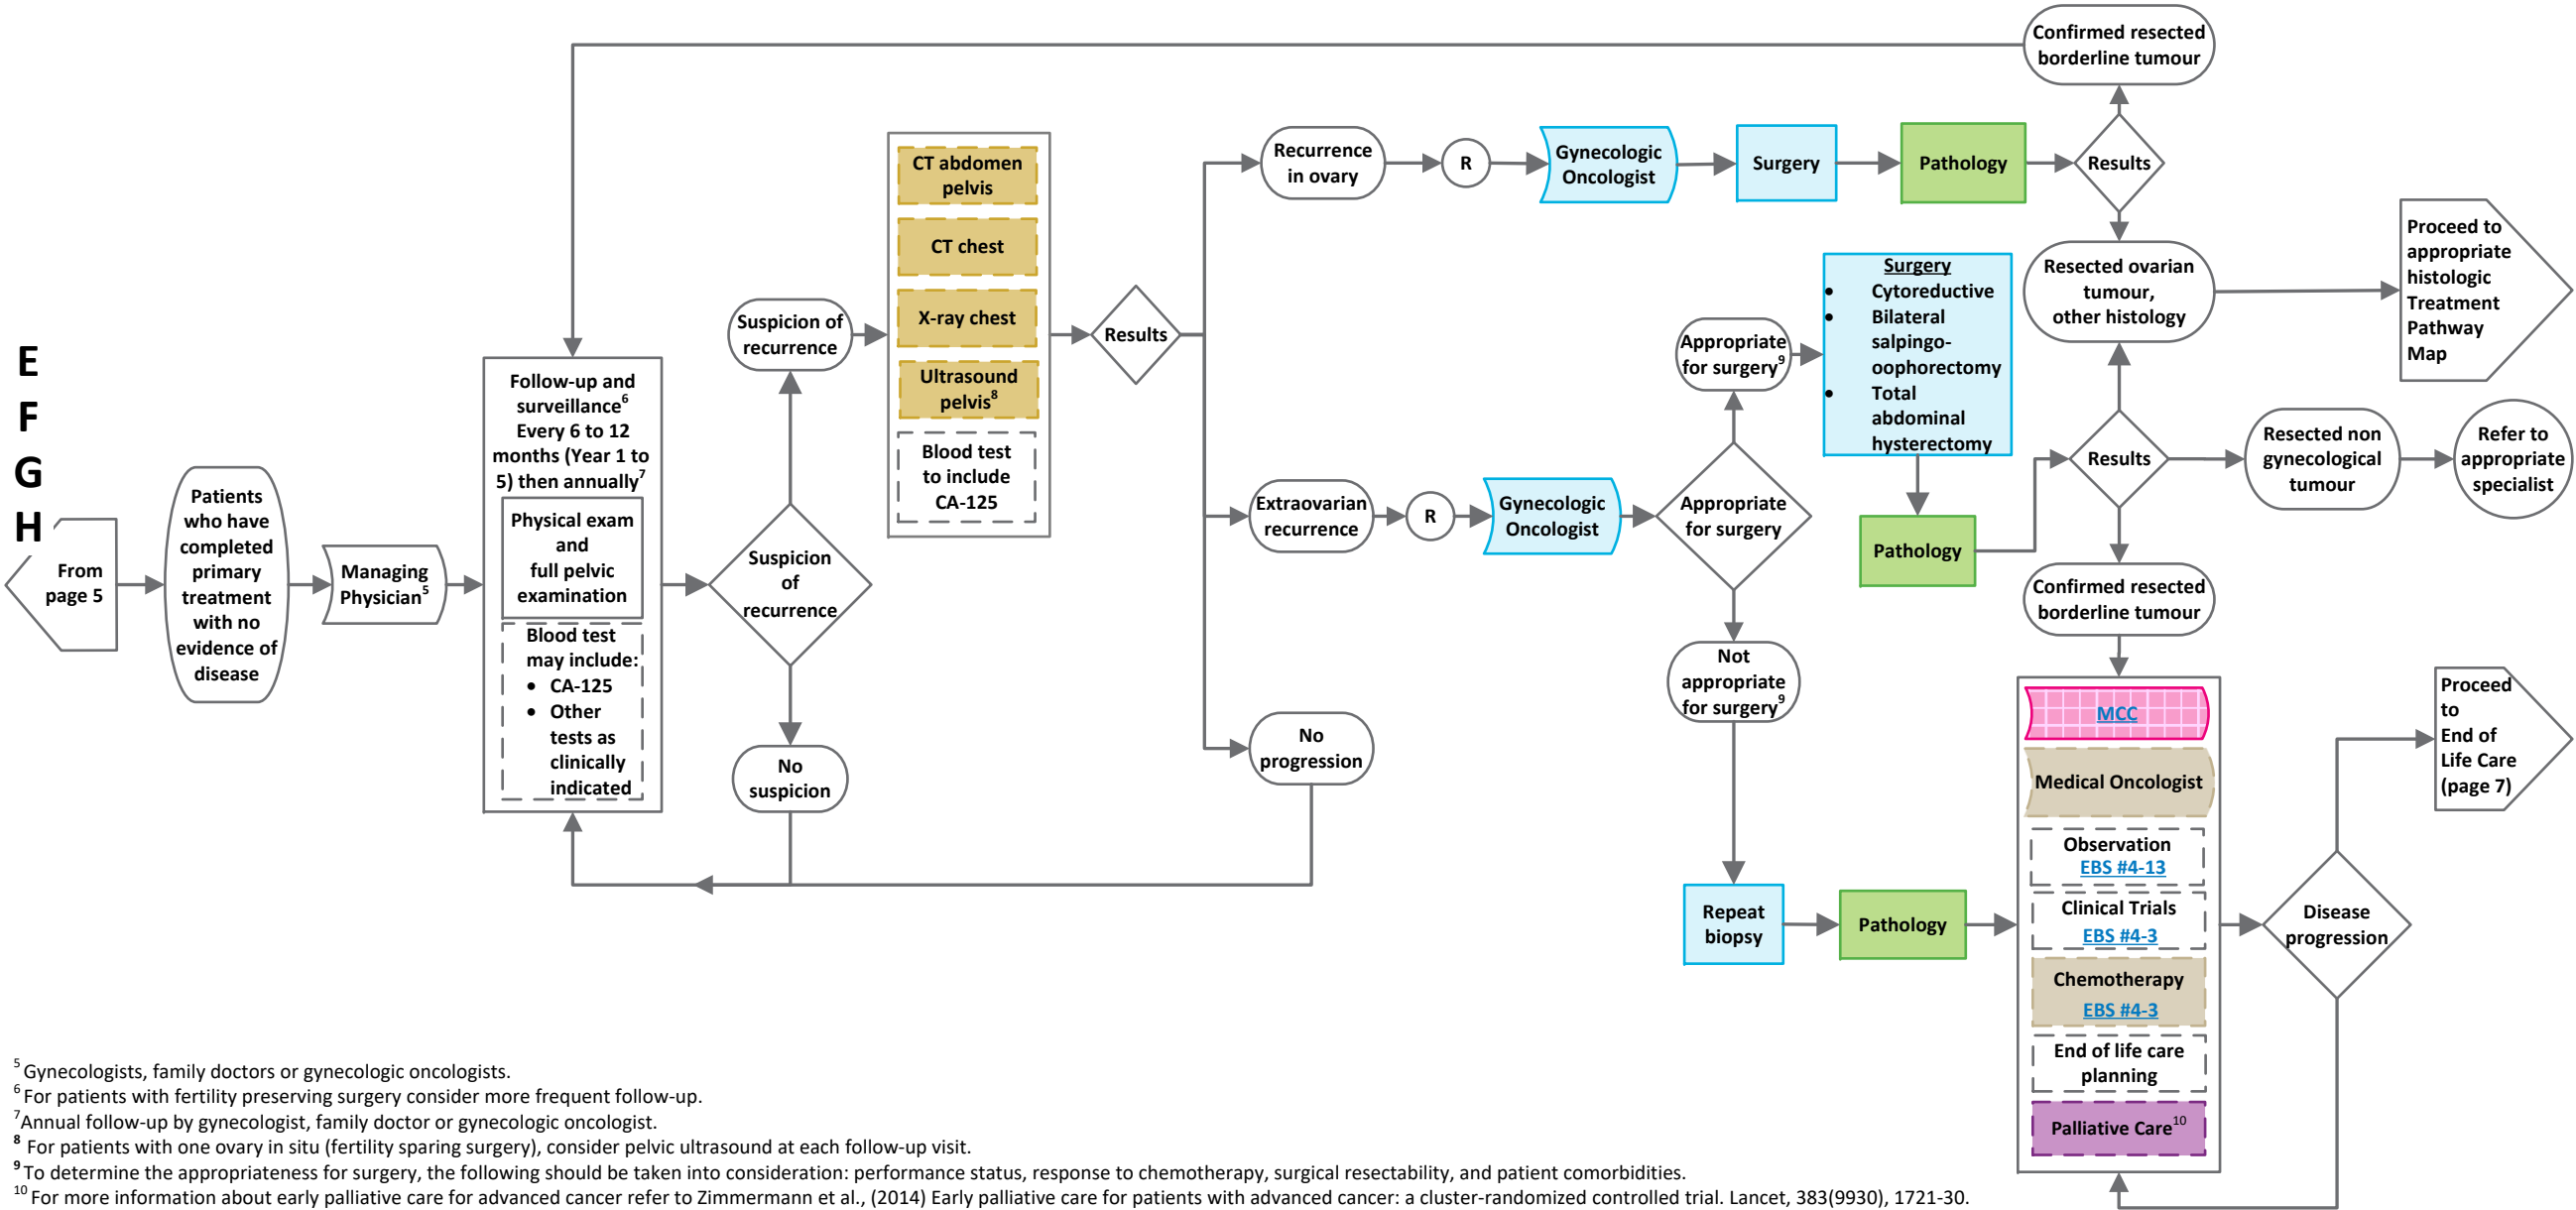 E
F
G
H
From
page 5
Patients
who have
completed
primary
treatment
with no
evidence of
disease
Managing
Physician5
Follow-up and
surveillance6
Every 6 to 12
months (Year 1 to
5) then annually7
Physical exam
and
full pelvic
examination
Blood test
may include:
• CA-125
• Other
tests as
clinically
indicated
Suspicion
of
recurrence
Suspicion of
recurrence
No
suspicion
CT abdomen
pelvis
CT chest
X-ray chest
Ultrasound
pelvis8
Blood test
to include
CA-125
Results
Recurrence
in ovary
R
Gynecologic
Oncologist
Surgery
Pathology
Results
Confirmed resected
borderline tumour
Resected ovarian
tumour,
other histology
Proceed to
appropriate
histologic
Treatment
Pathway
Map
Extraovarian
recurrence
R
Gynecologic
Oncologist
Appropriate
for surgery
Appropriate
for surgery9
Surgery
• Cytoreductive
• Bilateral
salpingo-
oophorectomy
• Total
abdominal
hysterectomy
Pathology
Results
Resected non
gynecological
tumour
Refer to
appropriate
specialist
Confirmed resected
borderline tumour
Not
appropriate
for surgery9
No
progression
Repeat
biopsy
Pathology
MCC
Medical Oncologist
Observation
EBS #4-13
Clinical Trials
EBS #4-3
Chemotherapy
EBS #4-3
End of life care
planning
Palliative Care10
Disease
progression
Proceed
to
End of
Life Care
(page 7)
5 Gynecologists, family doctors or gynecologic oncologists.
6 For patients with fertility preserving surgery consider more frequent follow-up.
7Annual follow-up by gynecologist, family doctor or gynecologic oncologist.
8 For patients with one ovary in situ (fertility sparing surgery), consider pelvic ultrasound at each follow-up visit.
9 To determine the appropriateness for surgery, the following should be taken into consideration: performance status, response to chemotherapy, surgical resectability, and patient comorbidities.
10 For more information about early palliative care for advanced cancer refer to Zimmermann et al., (2014) Early palliative care for patients with advanced cancer: a cluster-randomized controlled trial. Lancet, 383(9930), 1721-30.